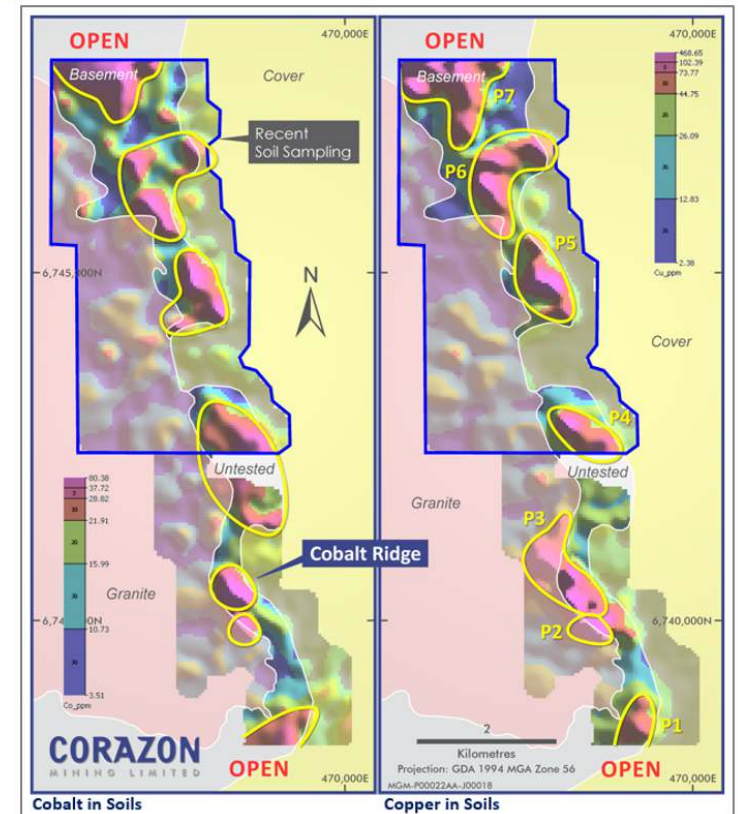 OPEN
470,000E
Basement
Cover
Recent
Soil Sampling
N
6,745,000N
Untested
80.38
37.72
28.82
21.91
15.99
10.73
3.51
Co_ppm
Granite
Cobalt Ridge
CORAZON
MINING LIMITED
OPEN
470,000E
Cobalt in Soils
OPEN
470,000E
Basement
P7
P6
P5
468.65
102.39
73.77
44.75
26.09
12.83
2.38
Cu_ppm
Cover
P4
Untested
Granite
P3
P2
6,740,000N
P1
2
Kilometres
Projection: GDA 1994 MGA Zone 56
MGM-P00022AA-J00018
OPEN
470,000E
Copper in Soils